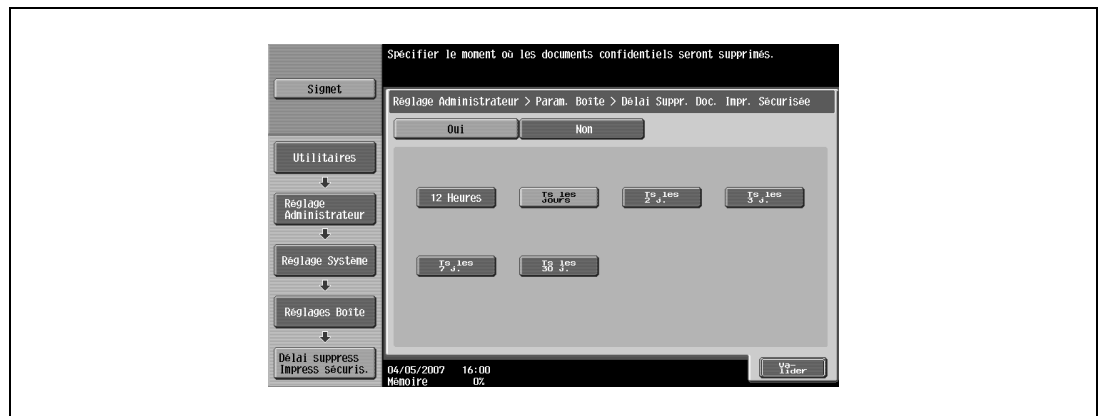 Spécifier le moment où les documents confidentiels seront supprimés.
Signet
Réglage Administrateur > Param. Boîte > Délai Suppr. Doc. Impr. Sécurisée
Oui
Non
Utilitaires
Réglage
Administrateur
Réglage Système
Réglages Boîte
Délai suppress
Impress sécuris.
12 Heures
Ts les
Jours
Ts les
2 J.
Ts les
3 J.
Ts les
7 J.
Ts les
30 J.
04/05/2007 16:00
Mémoire 0%
Va-
lider